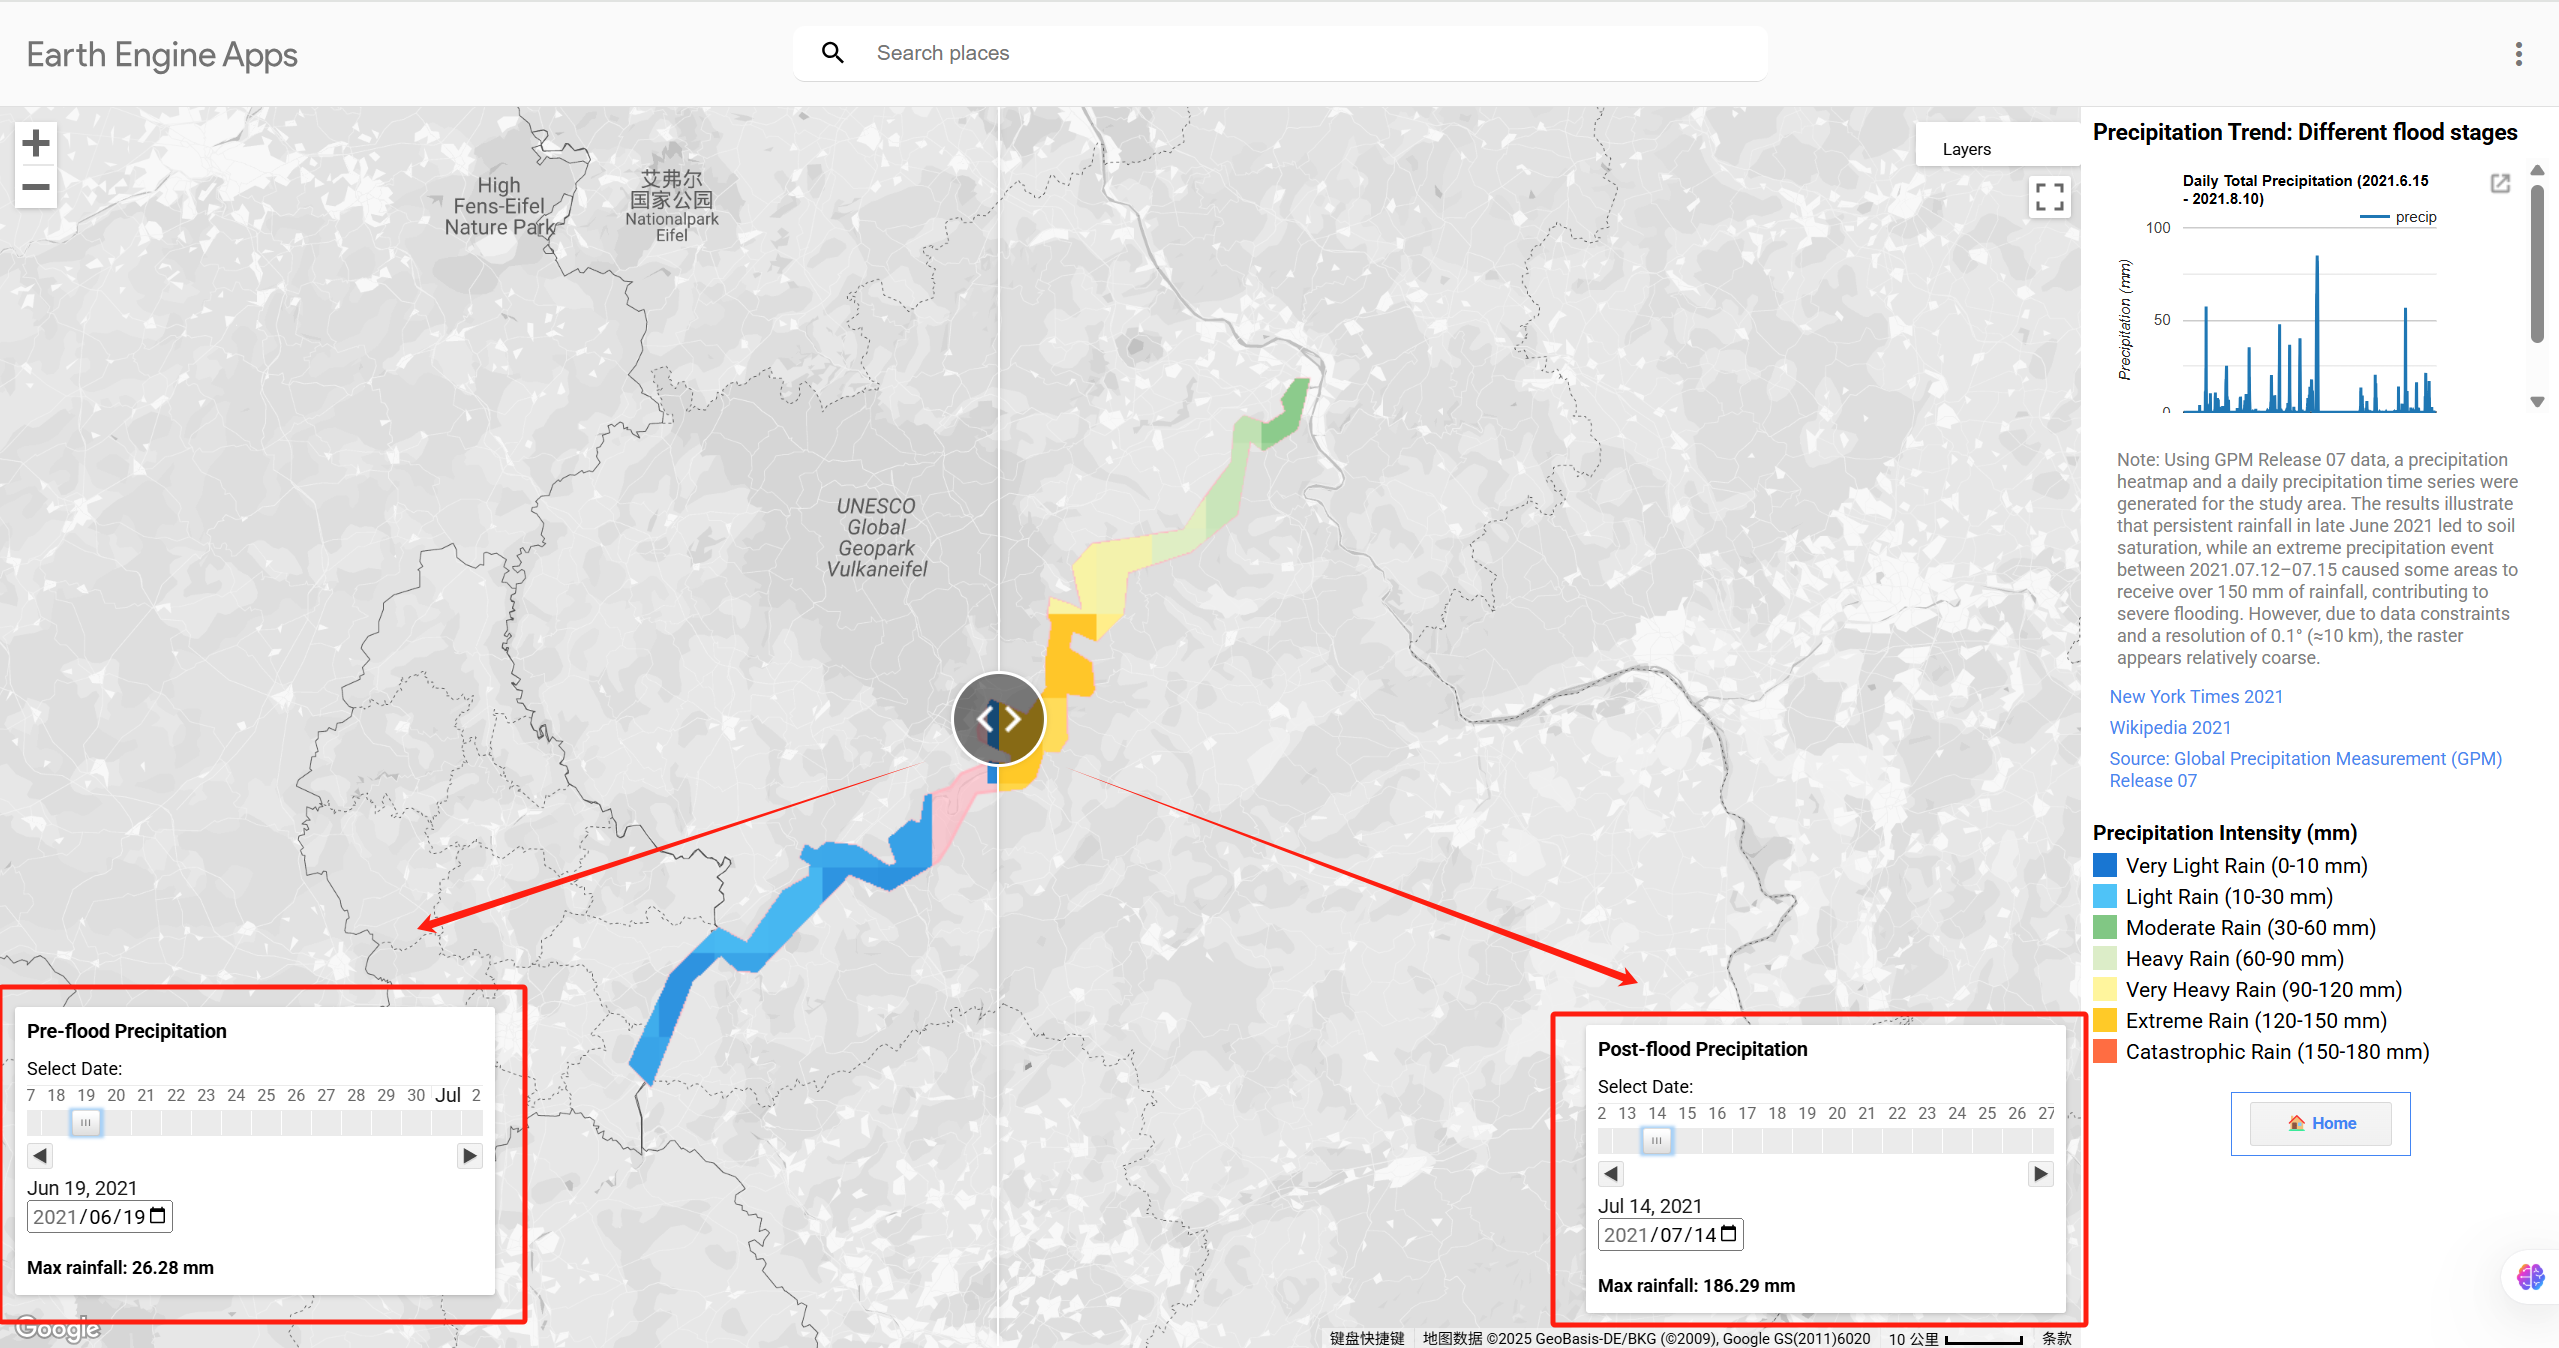 Earth Engine Apps
Search places
Layers
High
Fens-Eifel
Nature Park
艾弗尔
国家公园
Nationalpark
Eifel
UNESCO
Global
Geopark
Vulkaneifel
Pre-flood Precipitation
Select Date:
7 18 19 20 21 22 23 24 25 26 27 28 29 30 Jul 2
Jun 19, 2021
2021/06/19
Max rainfall: 26.28 mm
Google
Post-flood Precipitation
Select Date:
2 13 14 15 16 17 18 19 20 21 22 23 24 25 26 27
Jul 14, 2021
2021/07/14
Max rainfall: 186.29 mm
键盘快捷键 地图数据 ©2025 GeoBasis-DE/BKG (©2009), Google GS(2011)6020 10 公里 条款
Precipitation Trend: Different flood stages
Daily Total Precipitation (2021.6.15
- 2021.8.10)
precip
100
50
0
Precipitation (mm)
Note: Using GPM Release 07 data, a precipitation
heatmap and a daily precipitation time series were
generated for the study area. The results illustrate
that persistent rainfall in late June 2021 led to soil
saturation, while an extreme precipitation event
between 2021.07.12–07.15 caused some areas to
receive over 150 mm of rainfall, contributing to
severe flooding. However, due to data constraints
and a resolution of 0.1° (≈10 km), the raster
appears relatively coarse.
New York Times 2021
Wikipedia 2021
Source: Global Precipitation Measurement (GPM)
Release 07
Precipitation Intensity (mm)
Very Light Rain (0-10 mm)
Light Rain (10-30 mm)
Moderate Rain (30-60 mm)
Heavy Rain (60-90 mm)
Very Heavy Rain (90-120 mm)
Extreme Rain (120-150 mm)
Catastrophic Rain (150-180 mm)
Home